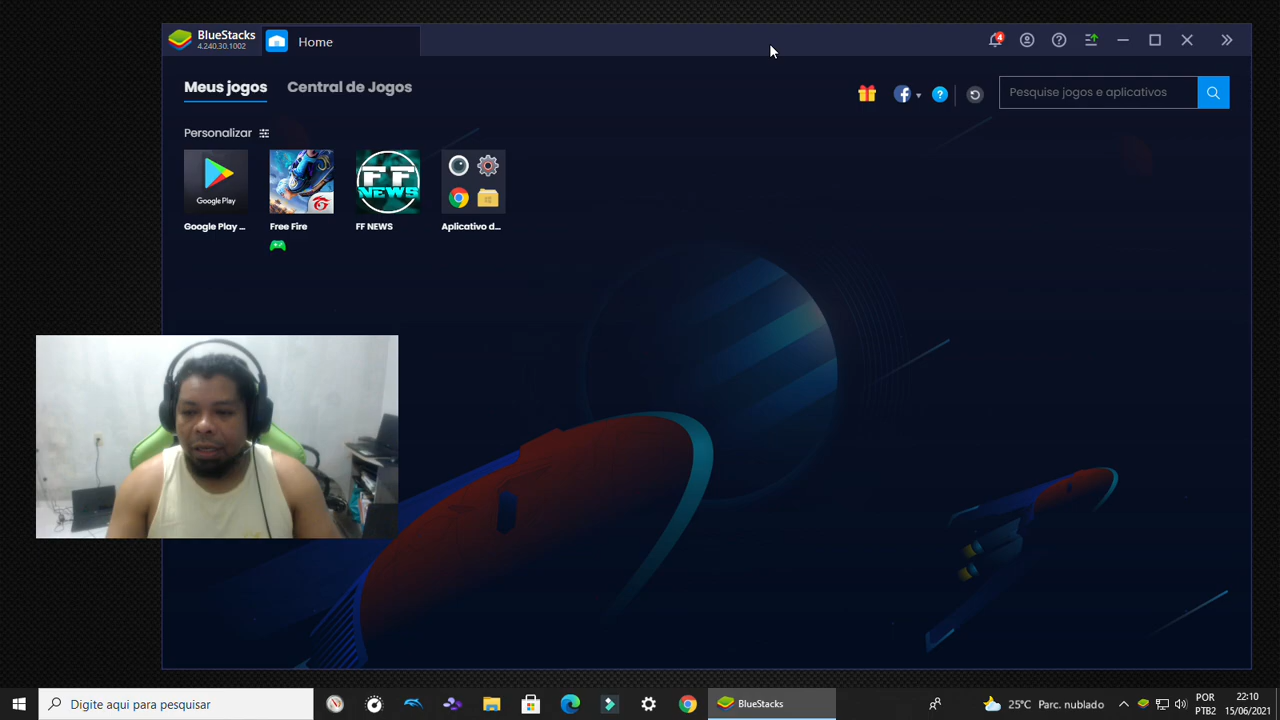 BlueStacks
4.240.30.1002
Home
4
Meus jogos
Central de Jogos
Pesquise jogos e aplicativos
Personalizar
Google Play
FF
NEWS
Google Play ...
Free Fire
FF NEWS
Aplicativo d...
Digite aqui para pesquisar
BlueStacks
25°C Parc. nublado
POR
PTB2
22:10
15/06/2021